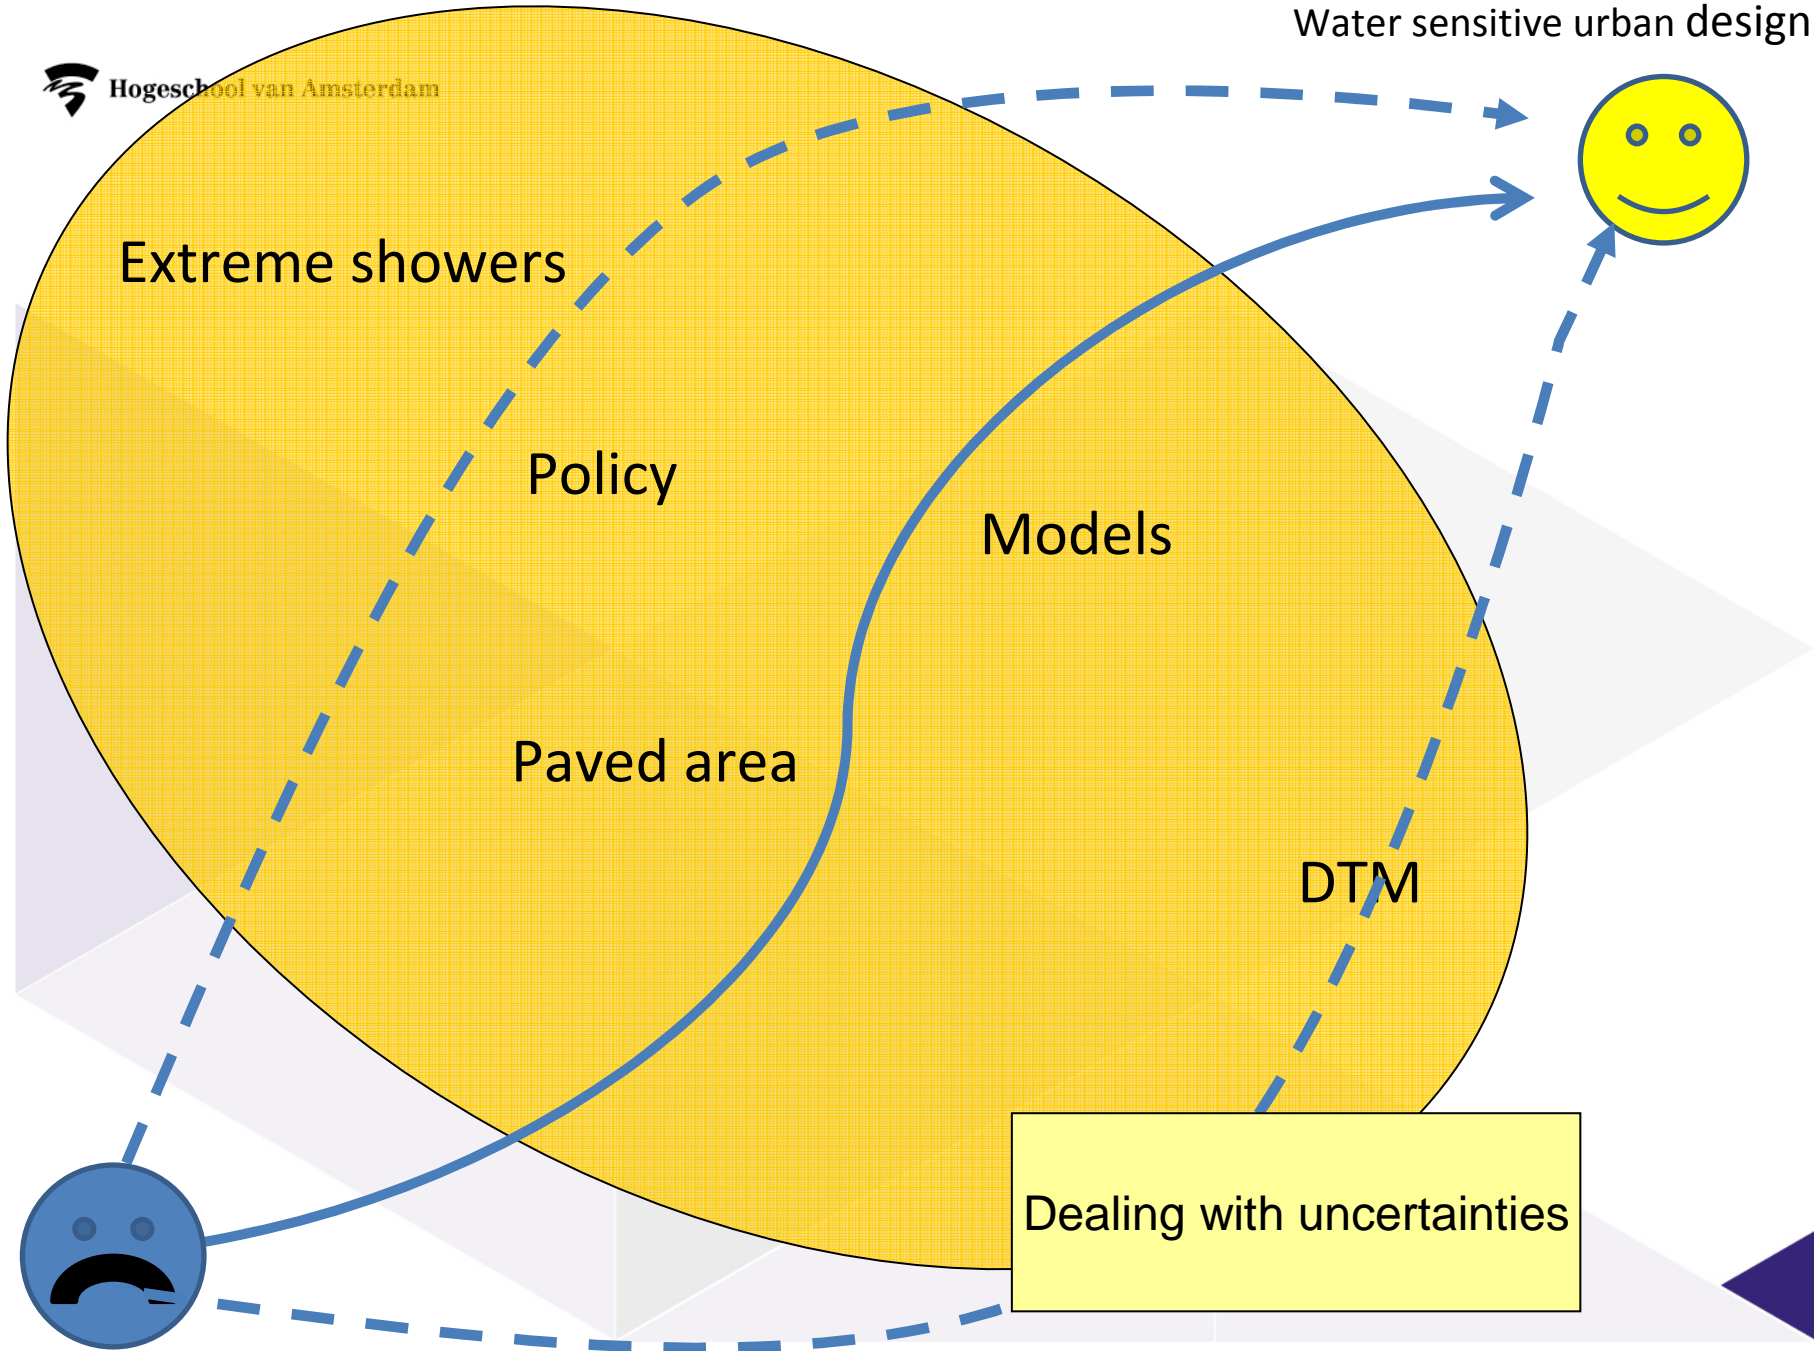 Water sensitive urban design
Hogeschool van Amsterdam
Extreme showers
Policy
Models
Paved area
DTM
Dealing with uncertainties